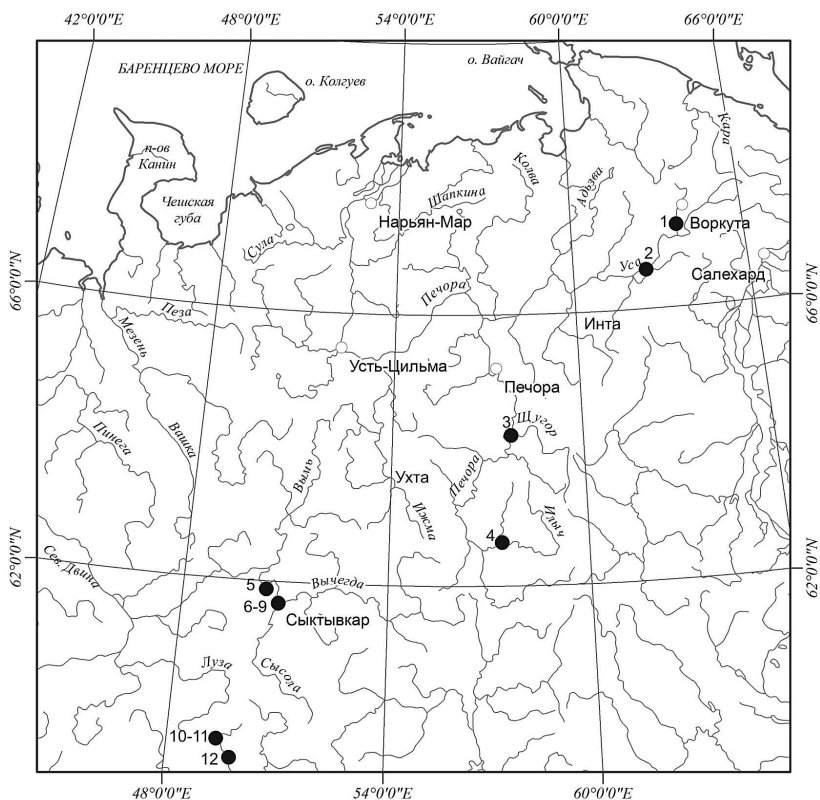 42°0'0"E 48°0'0"E 54°0'0"E 60°0'0"E 66°0'0"E
БАРЕНЦЕВО МОРЕ
о. Колгуев
о. Вайгач
п-ов
Канин
Чешская
губа
Кара
Колва
Шапкина
Адьзва
Нарьян-Мар
1
Воркута
Сула
2
Уса
Салехард
66°0'0"N
66°0'0"N
Печора
Пеза
Инта
Мезень
Усть-Цильма
Печора
3
Щугор
Пинега
Вашка
Вымь
Ухта
Печора
Ижма
4
Илыч
62°0'0"N
62°0'0"N
Сев. Двина
5
Вычегда
6-9
Сыктывкар
Луза
Сысола
10-11
12
48°0'0"E 54°0'0"E 60°0'0"E